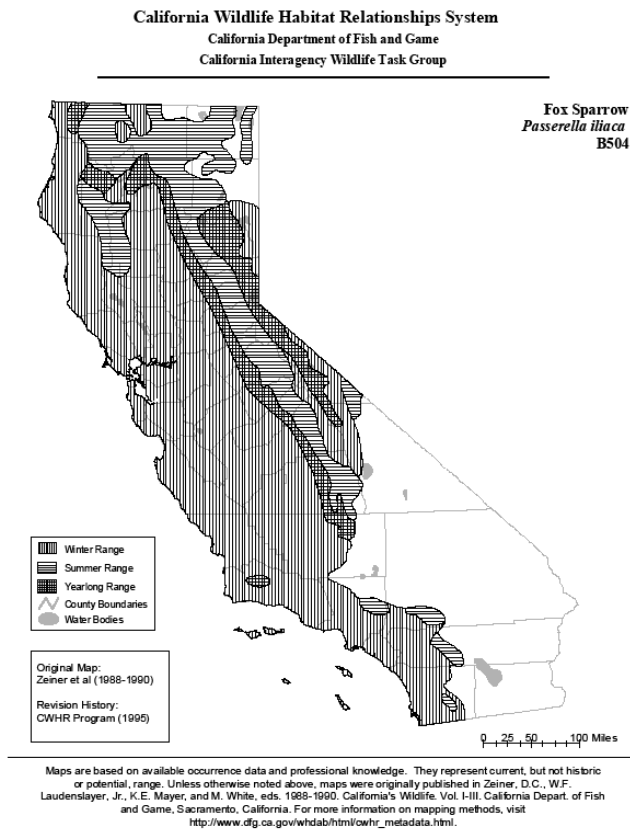 California Wildlife Habitat Relationships System
California Department of Fish and Game
California Interagency Wildlife Task Group
Fox Sparrow
Passerella iliaca
B504
Winter Range
Summer Range
Yearlong Range
County Boundaries
Water Bodies
Original Map:
Zeiner et al (1988-1990)
Revision History:
CWHR Program (1995)
0 25 50 100 Miles
Maps are based on available occurrence data and professional knowledge. They represent current, but not historic
or potential, range. Unless otherwise noted above, maps were originally published in Zeiner, D.C., W.F.
Laudenslayer, Jr., K.E. Mayer, and M. White, eds. 1988-1990. California's Wildlife. Vol. I-III. California Depart. of Fish
and Game, Sacramento, California. For more information on mapping methods, visit
http://www.dfg.ca.gov/whdab/html/cwhr_metadata.html.